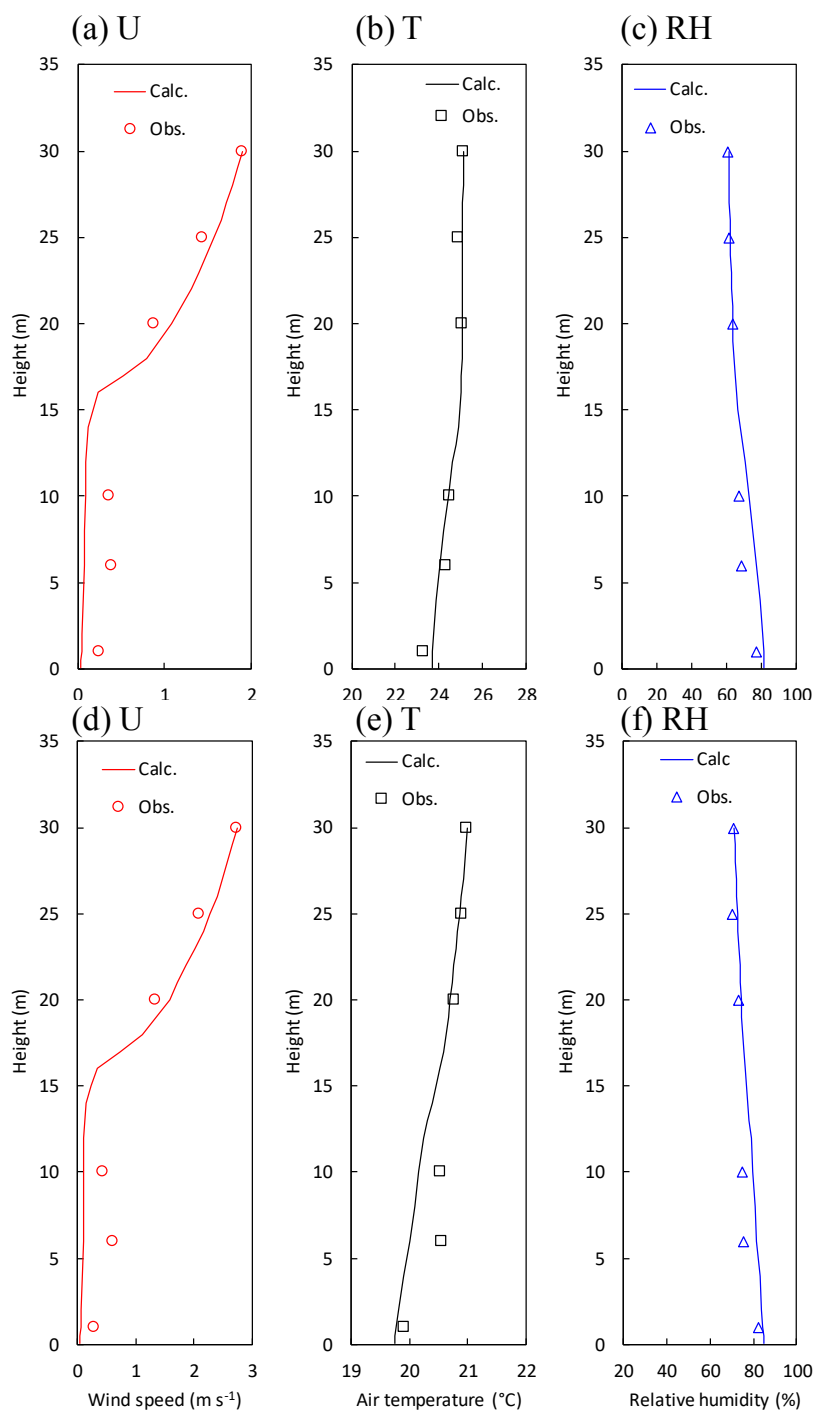 (a) U
(b) T
(c) RH
35
30
25
20
15
10
5
0
Height (m)
Calc.
Obs.
0 1 2
35
30
25
20
15
10
5
0
Height (m)
Calc.
Obs.
20 22 24 26 28
35
30
25
20
15
10
5
0
Height (m)
Calc.
Obs.
0 20 40 60 80 100
(d) U
(e) T
(f) RH
35
30
25
20
15
10
5
0
Height (m)
Calc.
Obs.
0 1 2 3
Wind speed (m s⁻¹)
35
30
25
20
15
10
5
0
Height (m)
Calc.
Obs.
19 20 21 22
Air temperature (°C)
35
30
25
20
15
10
5
0
Height (m)
Calc
Obs.
20 40 60 80 100
Relative humidity (%)